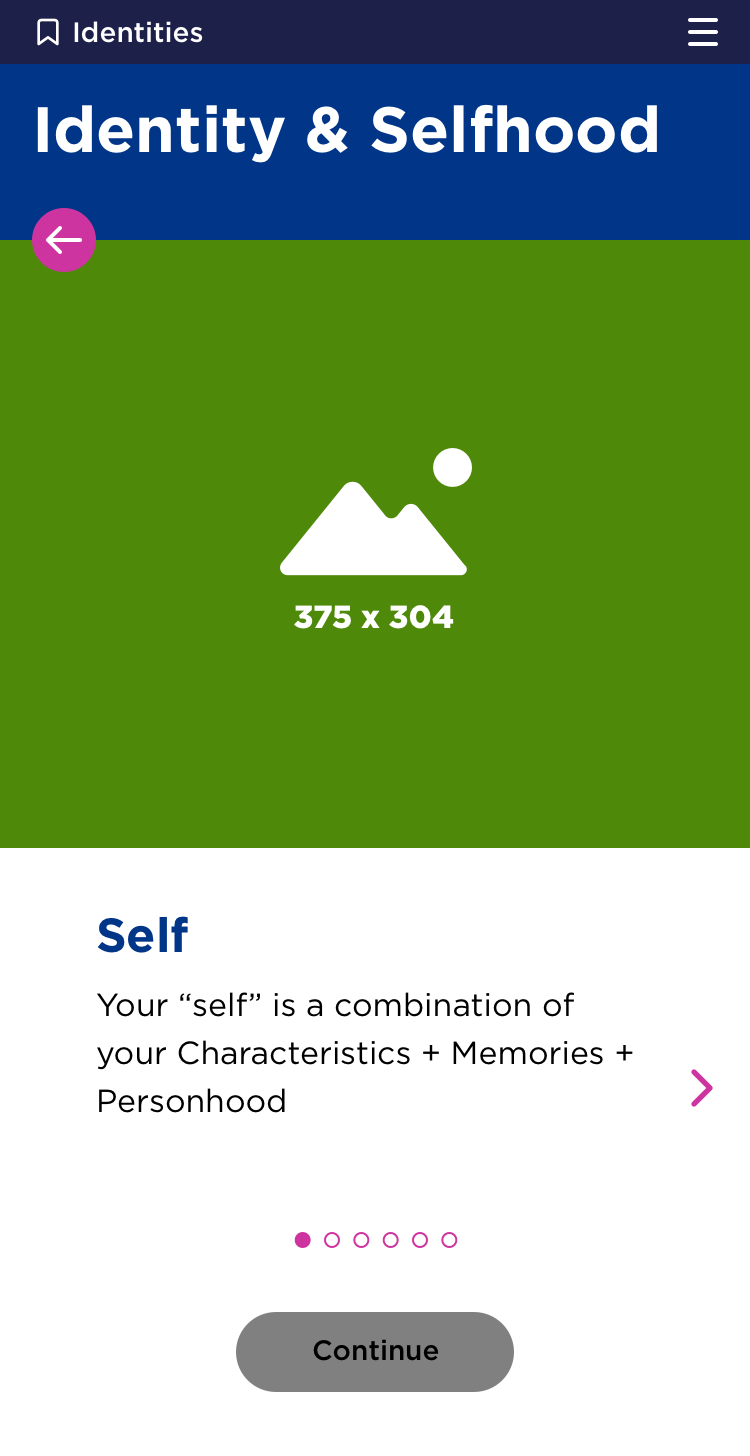 Identities
Identity & Selfhood
375 x 304
Self
Your “self” is a combination of
your Characteristics + Memories +
Personhood
Continue